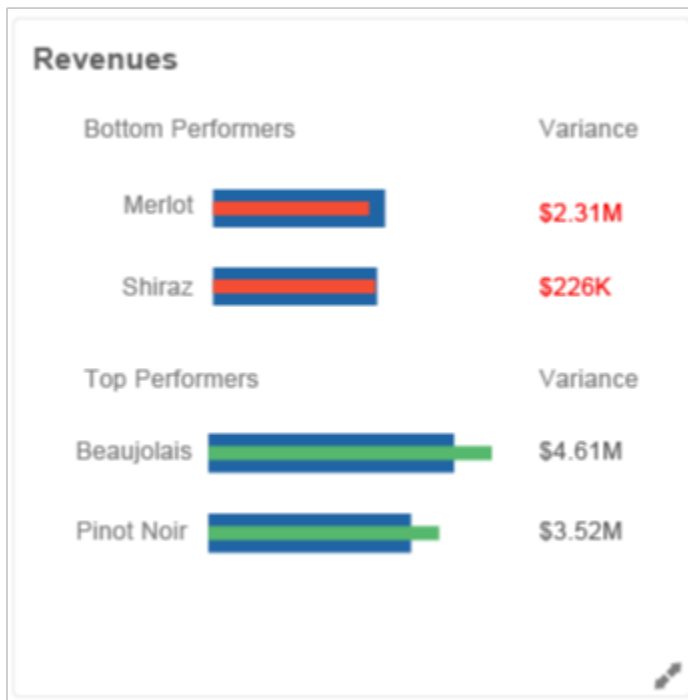 Revenues
Bottom Performers Variance
Merlot $2.31M
Shiraz $226K
Top Performers Variance
Beaujolais $4.61M
Pinot Noir $3.52M